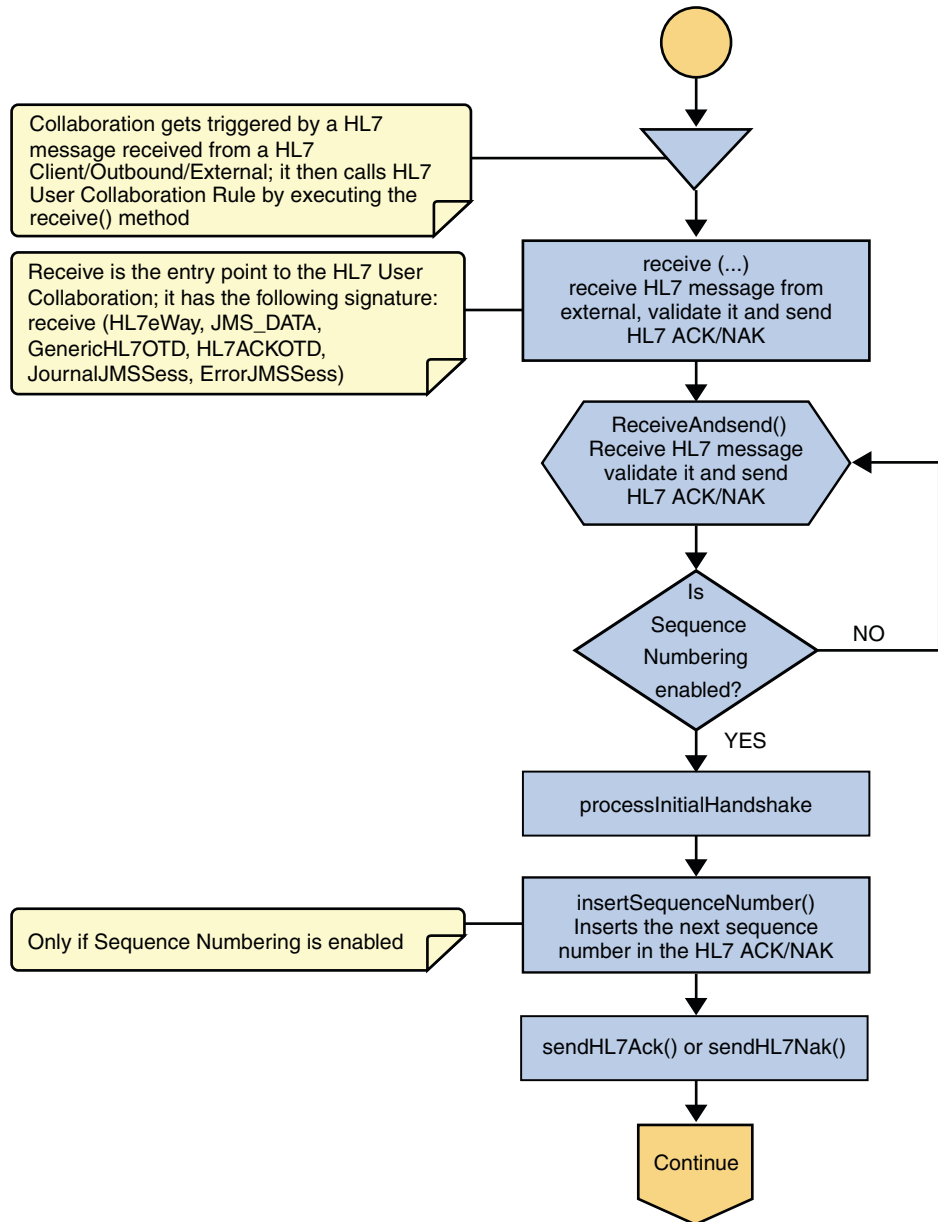 Collaboration gets triggered by a HL7
message received from a HL7
Client/Outbound/External; it then calls HL7
User Collaboration Rule by executing the
receive() method
Receive is the entry point to the HL7 User
Collaboration; it has the following signature:
receive (HL7eWay, JMS_DATA,
GenericHL7OTD, HL7ACKOTD,
JournalJMSSess, ErrorJMSSess)
receive (...)
receive HL7 message from
external, validate it and send
HL7 ACK/NAK
ReceiveAndsend()
Receive HL7 message
validate it and send
HL7 ACK/NAK
Is
Sequence
Numbering
enabled?
NO
YES
processInitialHandshake
insertSequenceNumber()
Inserts the next sequence
number in the HL7 ACK/NAK
Only if Sequence Numbering is enabled
sendHL7Ack() or sendHL7Nak()
Continue